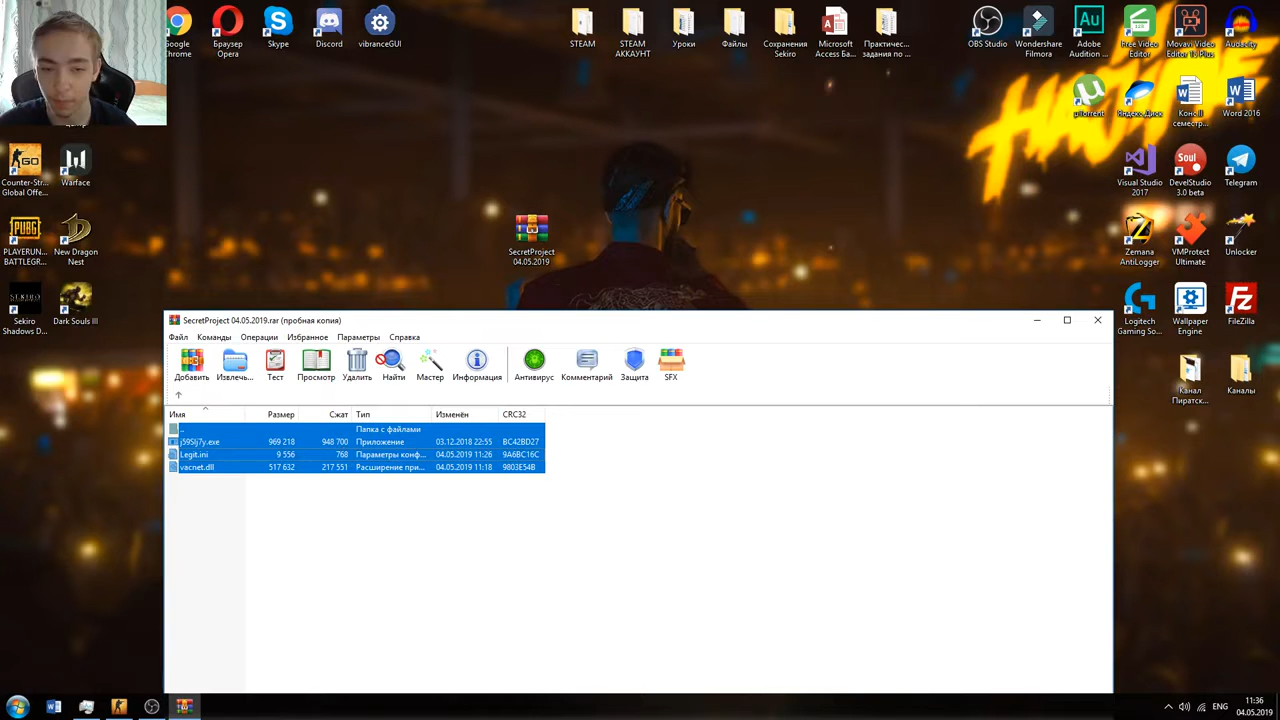 Google
Chrome
Браузер
Opera
Skype
Discord
vibranceGUI
STEAM
STEAM
АККАУНТ
Уроки
Файлы
Сохранения
Sekiro
Microsoft
Access Ба...
Практичес...
задания по ...
OBS Studio
Wondershare
Filmora
Adobe
Audition ...
Free Video
Editor
Movavi Video
Editor 15 Plus
Audacity
µTorrent
Яндекс.Диск
Конс II
семестр...
Word 2016
Counter-Str...
Global Offe...
Warface
Visual Studio
2017
DevelStudio
3.0 beta
Telegram
PLAYERUN...
BATTLEGR...
New Dragon
Nest
SecretProject
04.05.2019
Zemana
AntiLogger
VMProtect
Ultimate
Unlocker
Sekiro
Shadows D...
Dark Souls III
Logitech
Gaming So...
Wallpaper
Engine
FileZilla
Канал
Пиратск...
Каналы
SecretProject 04.05.2019.rar (пробная копия)
Файл Команды Операции Избранное Параметры Справка
Добавить Извлечь... Тест Просмотр Удалить Найти Мастер Информация Антивирус Комментарий Защита SFX
Имя Размер Сжат Тип Изменён CRC32
.. Папка с файлами
j59Slj7y.exe 969 218 948 700 Приложение 03.12.2018 22:55 BC42BD27
Legit.ini 9 556 768 Параметры конф... 04.05.2019 11:26 9A6BC16C
vacnet.dll 517 632 217 551 Расширение при... 04.05.2019 11:18 9803E54B
ENG
11:36
04.05.2019